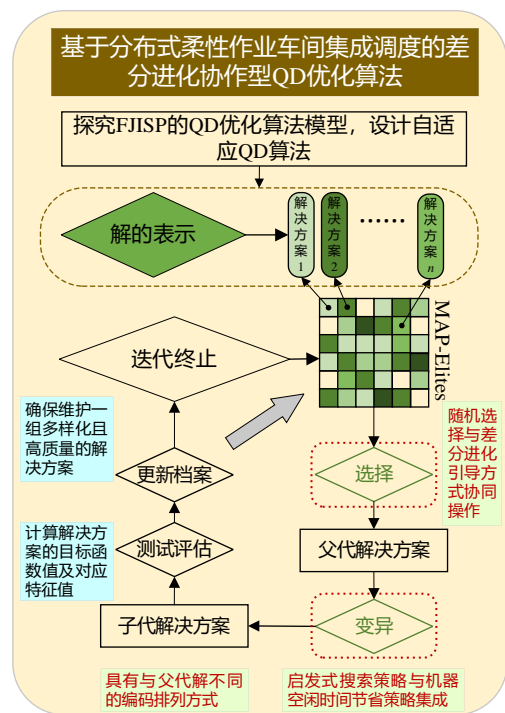 基于分布式柔性作业车间集成调度的差
分进化协作型QD优化算法
探究FJISP的QD优化算法模型，设计自适
应QD算法
解的表示
解决方案1
解决方案2
……
解决方案n
MAP-Elites
迭代终止
确保维护一
组多样化且
高质量的解
决方案
更新档案
选择
随机选
择与差
分进化
引导方
式协同
操作
计算解决方
案的目标函
数值及对应
特征值
测试评估
父代解决方案
子代解决方案
变异
具有与父代解不同
的编码排列方式
启发式搜索策略与机器
空闲时间节省策略集成